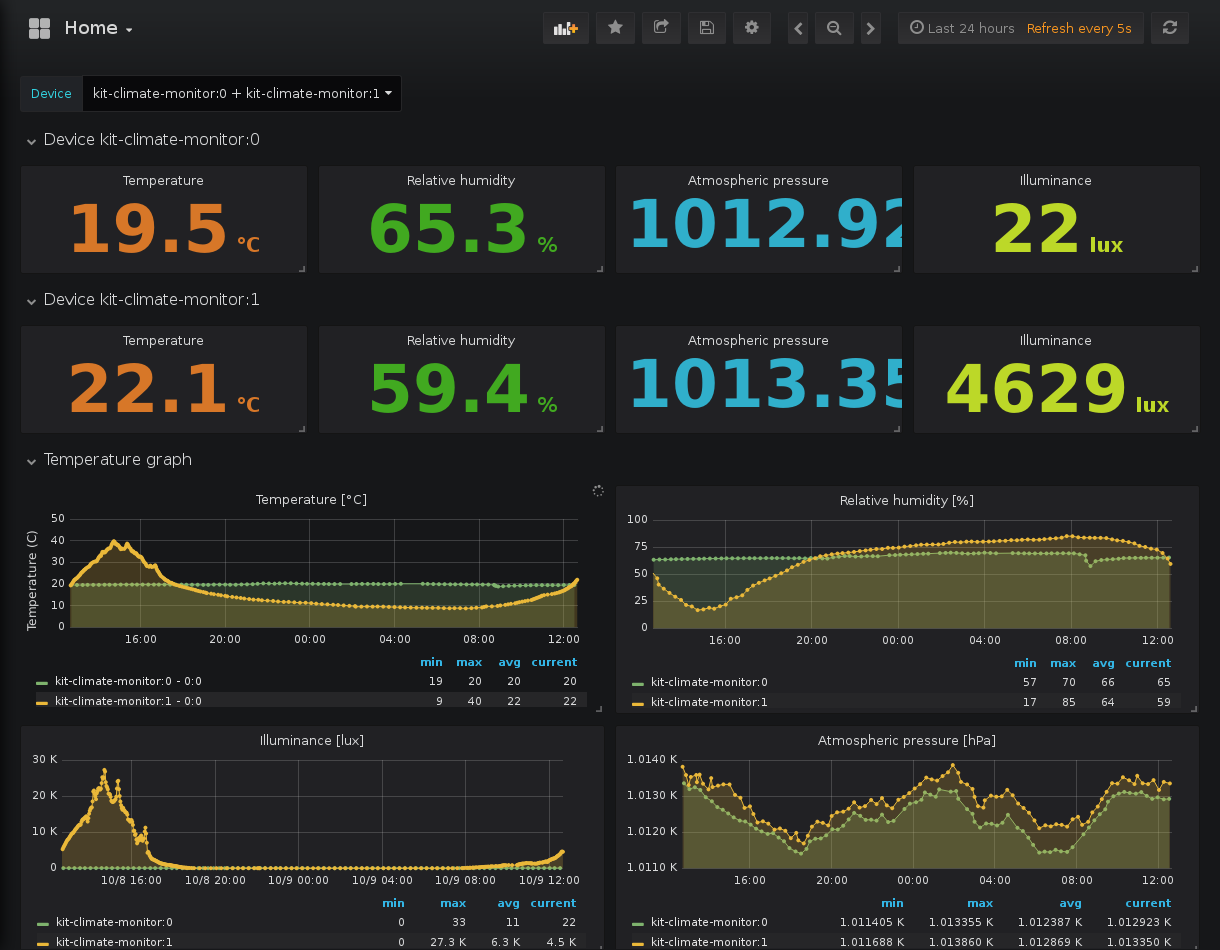 Home
Last 24 hours Refresh every 5s
Device kit-climate-monitor:0 + kit-climate-monitor:1
Device kit-climate-monitor:0
Temperature Relative humidity Atmospheric pressure Illuminance
19.5 °C 65.3 % 1012.92 22 lux
Device kit-climate-monitor:1
Temperature Relative humidity Atmospheric pressure Illuminance
22.1 °C 59.4 % 1013.35 4629 lux
Temperature graph
Temperature [°C]
Temperature (C)
50
40
30
20
10
0
16:00 20:00 00:00 04:00 08:00 12:00
min max avg current
kit-climate-monitor:0 - 0:0 19 20 20 20
kit-climate-monitor:1 - 0:0 9 40 22 22
Relative humidity [%]
100
75
50
25
0
16:00 20:00 00:00 04:00 08:00 12:00
min max avg current
kit-climate-monitor:0 57 70 66 65
kit-climate-monitor:1 17 85 64 59
Illuminance [lux]
30 K
20 K
10 K
0
10/8 16:00 10/8 20:00 10/9 00:00 10/9 04:00 10/9 08:00 10/9 12:00
min max avg current
kit-climate-monitor:0 0 33 11 22
kit-climate-monitor:1 0 27.3 K 6.3 K 4.5 K
Atmospheric pressure [hPa]
1.0140 K
1.0130 K
1.0120 K
1.0110 K
16:00 20:00 00:00 04:00 08:00 12:00
min max avg current
kit-climate-monitor:0 1.011405 K 1.013355 K 1.012387 K 1.012923 K
kit-climate-monitor:1 1.011688 K 1.013860 K 1.012869 K 1.013350 K